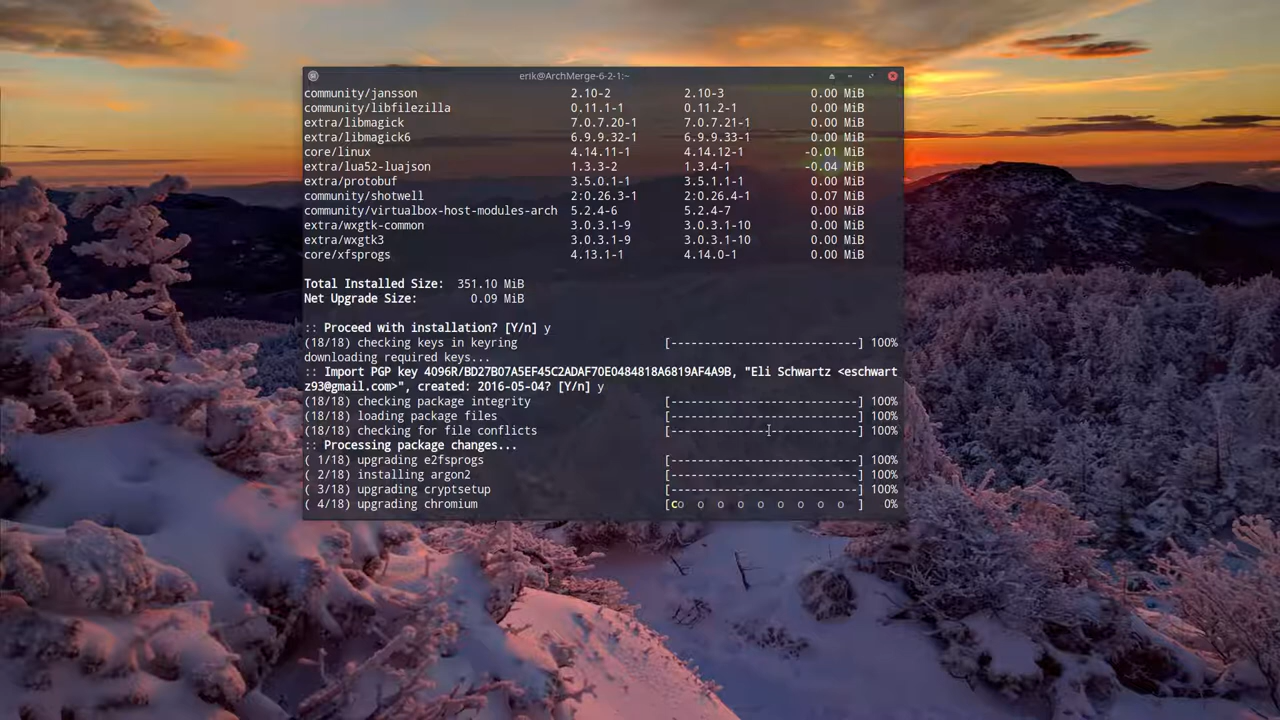 erik@ArchMerge-6-2-1:~
community/jansson 2.10-2 2.10-3 0.00 MiB
community/libfilezilla 0.11.1-1 0.11.2-1 0.00 MiB
extra/libmagick 7.0.7.20-1 7.0.7.21-1 0.00 MiB
extra/libmagick6 6.9.9.32-1 6.9.9.33-1 0.00 MiB
core/linux 4.14.11-1 4.14.12-1 -0.01 MiB
extra/lua52-luajson 1.3.3-2 1.3.4-1 -0.04 MiB
extra/protobuf 3.5.0.1-1 3.5.1.1-1 0.00 MiB
community/shotwell 2:0.26.3-1 2:0.26.4-1 0.07 MiB
community/virtualbox-host-modules-arch 5.2.4-6 5.2.4-7 0.00 MiB
extra/wxgtk-common 3.0.3.1-9 3.0.3.1-10 0.00 MiB
extra/wxgtk3 3.0.3.1-9 3.0.3.1-10 0.00 MiB
core/xfsprogs 4.13.1-1 4.14.0-1 0.00 MiB
Total Installed Size: 351.10 MiB
Net Upgrade Size: 0.09 MiB
:: Proceed with installation? [Y/n] y
(18/18) checking keys in keyring [----------------------------] 100%
downloading required keys...
:: Import PGP key 4096R/BD27B07A5EF45C2ADAF70E0484818A6819AF4A9B, "Eli Schwartz <eschwart
z93@gmail.com>", created: 2016-05-04? [Y/n] y
(18/18) checking package integrity [----------------------------] 100%
(18/18) loading package files [----------------------------] 100%
(18/18) checking for file conflicts [----------------------------] 100%
:: Processing package changes...
( 1/18) upgrading e2fsprogs [----------------------------] 100%
( 2/18) installing argon2 [----------------------------] 100%
( 3/18) upgrading cryptsetup [----------------------------] 100%
( 4/18) upgrading chromium [co  o  o  o  o  o  o  o  o  ] 0%